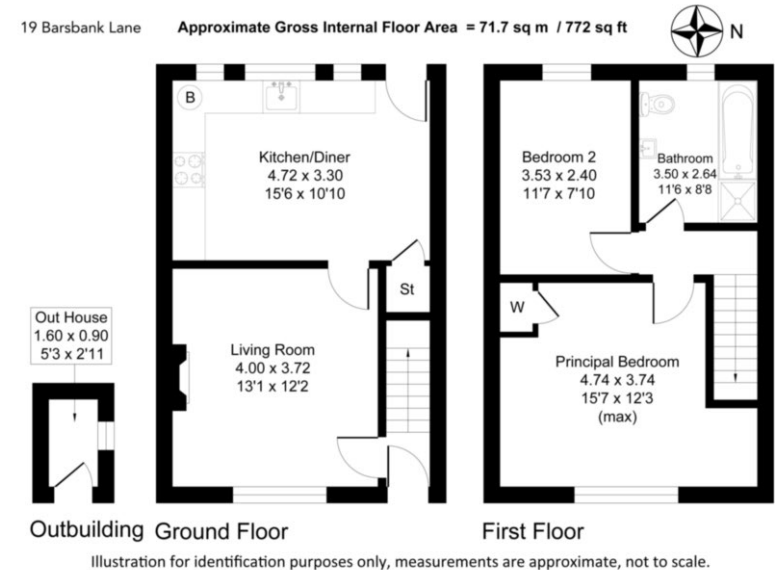 19 Barsbank Lane
Approximate Gross Internal Floor Area = 71.7 sq m / 772 sq ft
N
B
Kitchen/Diner
4.72 x 3.30
15'6 x 10'10
St
Living Room
4.00 x 3.72
13'1 x 12'2
Out House
1.60 x 0.90
5'3 x 2'11
Bedroom 2
3.53 x 2.40
11'7 x 7'10
Bathroom
3.50 x 2.64
11'6 x 8'8
W
Principal Bedroom
4.74 x 3.74
15'7 x 12'3
(max)
Outbuilding
Ground Floor
First Floor
Illustration for identification purposes only, measurements are approximate, not to scale.